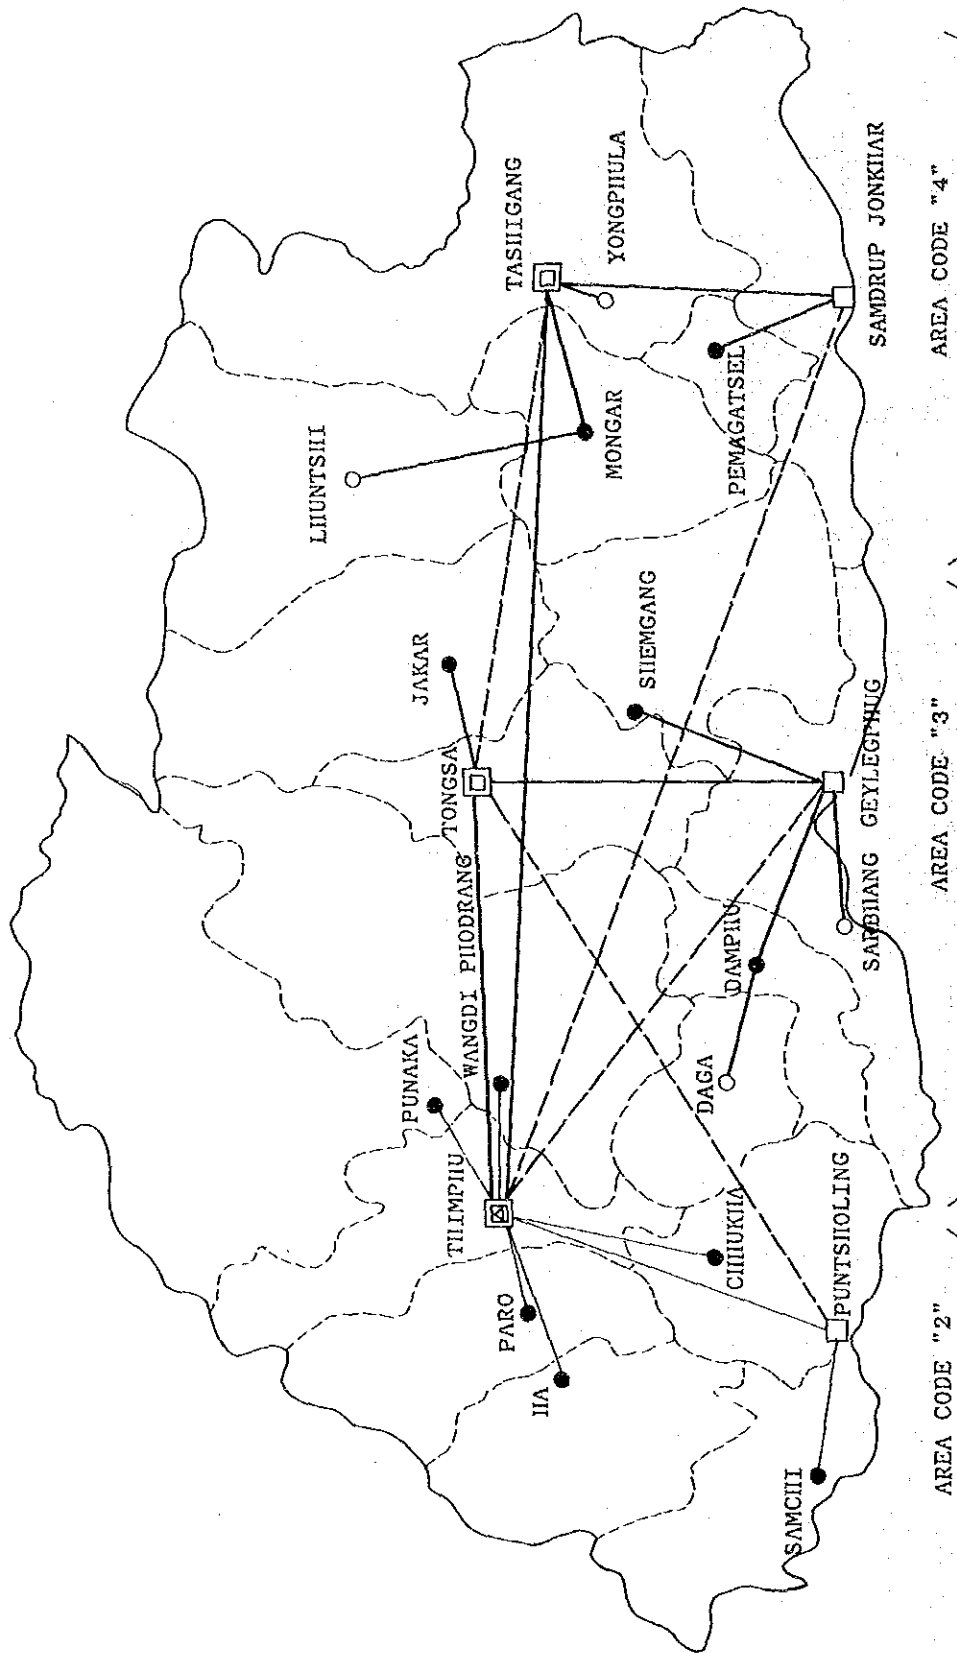 LHUNTSHI
JAKAR
TASHIGANG
PUNAKA
TONGSA
WANGDI PHODRANG
THIMPHU
YONGPHULA
MONGAR
PARO
HA
SHEMGANG
PEMAGATSEL
DAMPHU
DAGA
CHHUKHA
SAMCHI
PUNTSHOLING
SARBHANG
GEYLEGPHUG
SAMDRUP JONKHAR
AREA CODE "2"
AREA CODE "3"
AREA CODE "4"